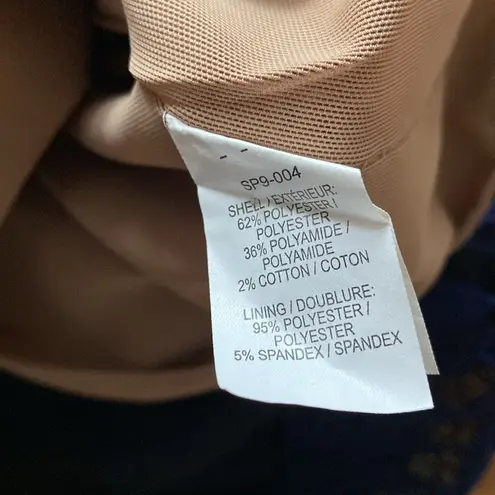 - -
SP9-004
SHELL / EXTÉRIEUR:
62% POLYESTER /
POLYESTER
36% POLYAMIDE /
POLYAMIDE
2% COTTON / COTON
LINING / DOUBLURE:
95% POLYESTER /
POLYESTER
5% SPANDEX / SPANDEX